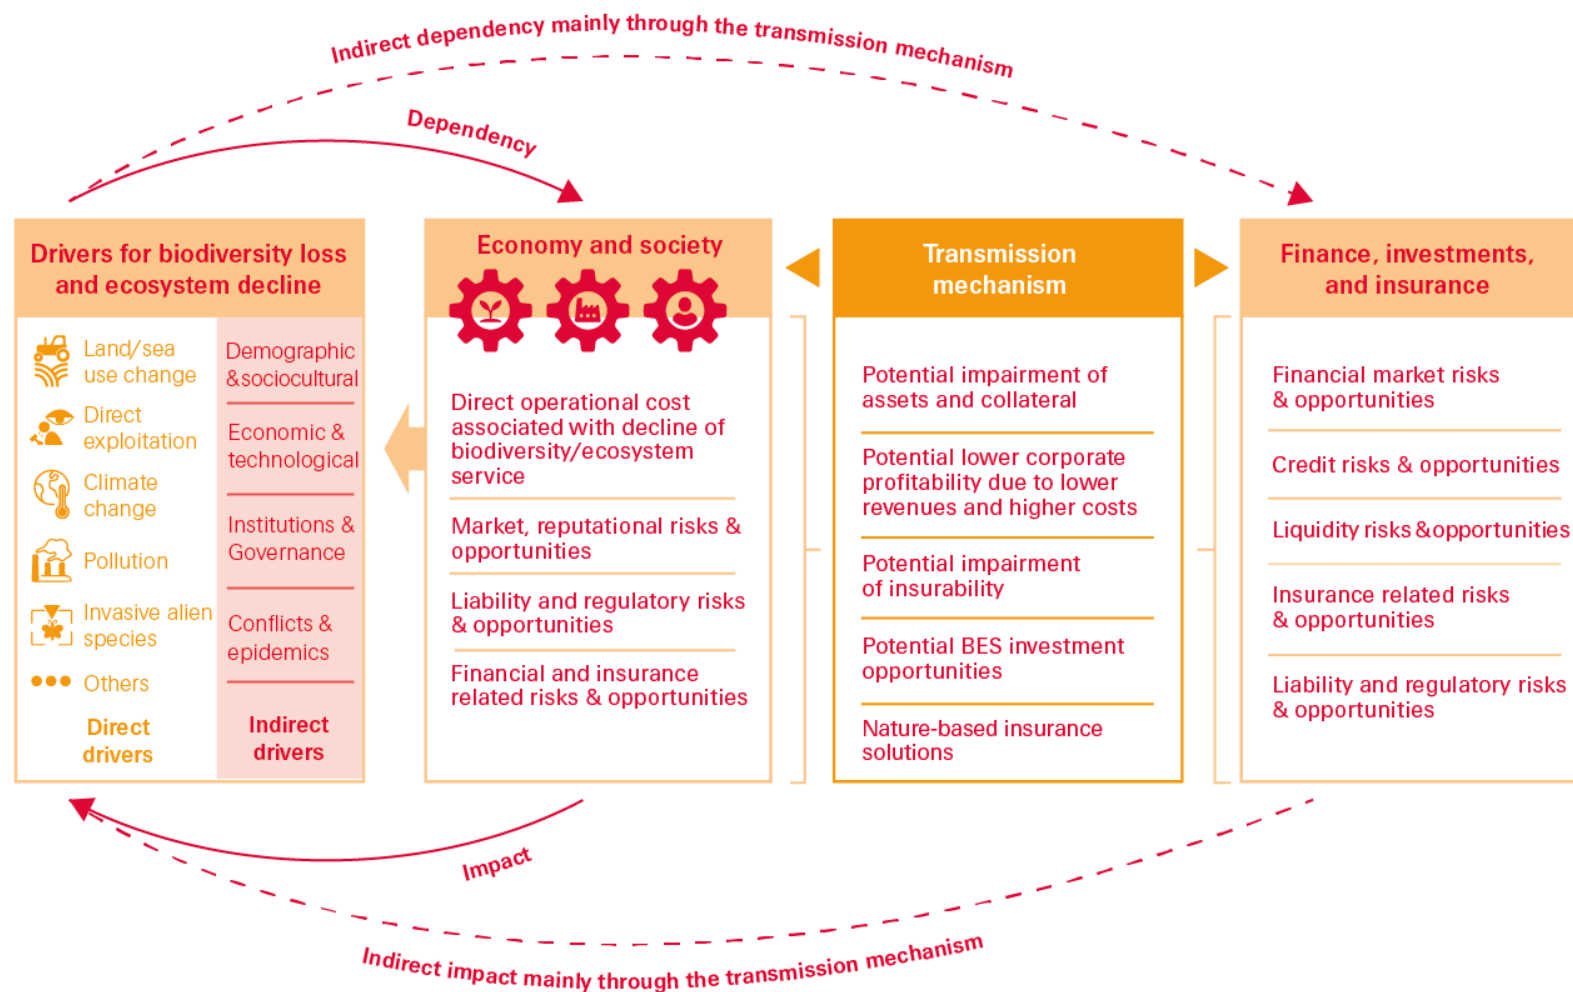 Indirect dependency mainly through the transmission mechanism
Dependency
Drivers for biodiversity loss
and ecosystem decline
Land/sea
use change
Direct
exploitation
Climate
change
Pollution
Invasive alien
species
Others
Direct
drivers
Demographic
&sociocultural
Economic &
technological
Institutions &
Governance
Conflicts &
epidemics
Indirect
drivers
Economy and society
Direct operational cost
associated with decline of
biodiversity/ecosystem
service
Market, reputational risks &
opportunities
Liability and regulatory risks
& opportunities
Financial and insurance
related risks & opportunities
Transmission
mechanism
Potential impairment of
assets and collateral
Potential lower corporate
profitability due to lower
revenues and higher costs
Potential impairment
of insurability
Potential BES investment
opportunities
Nature-based insurance
solutions
Finance, investments,
and insurance
Financial market risks
& opportunities
Credit risks & opportunities
Liquidity risks &opportunities
Insurance related risks
& opportunities
Liability and regulatory risks
& opportunities
Impact
Indirect impact mainly through the transmission mechanism